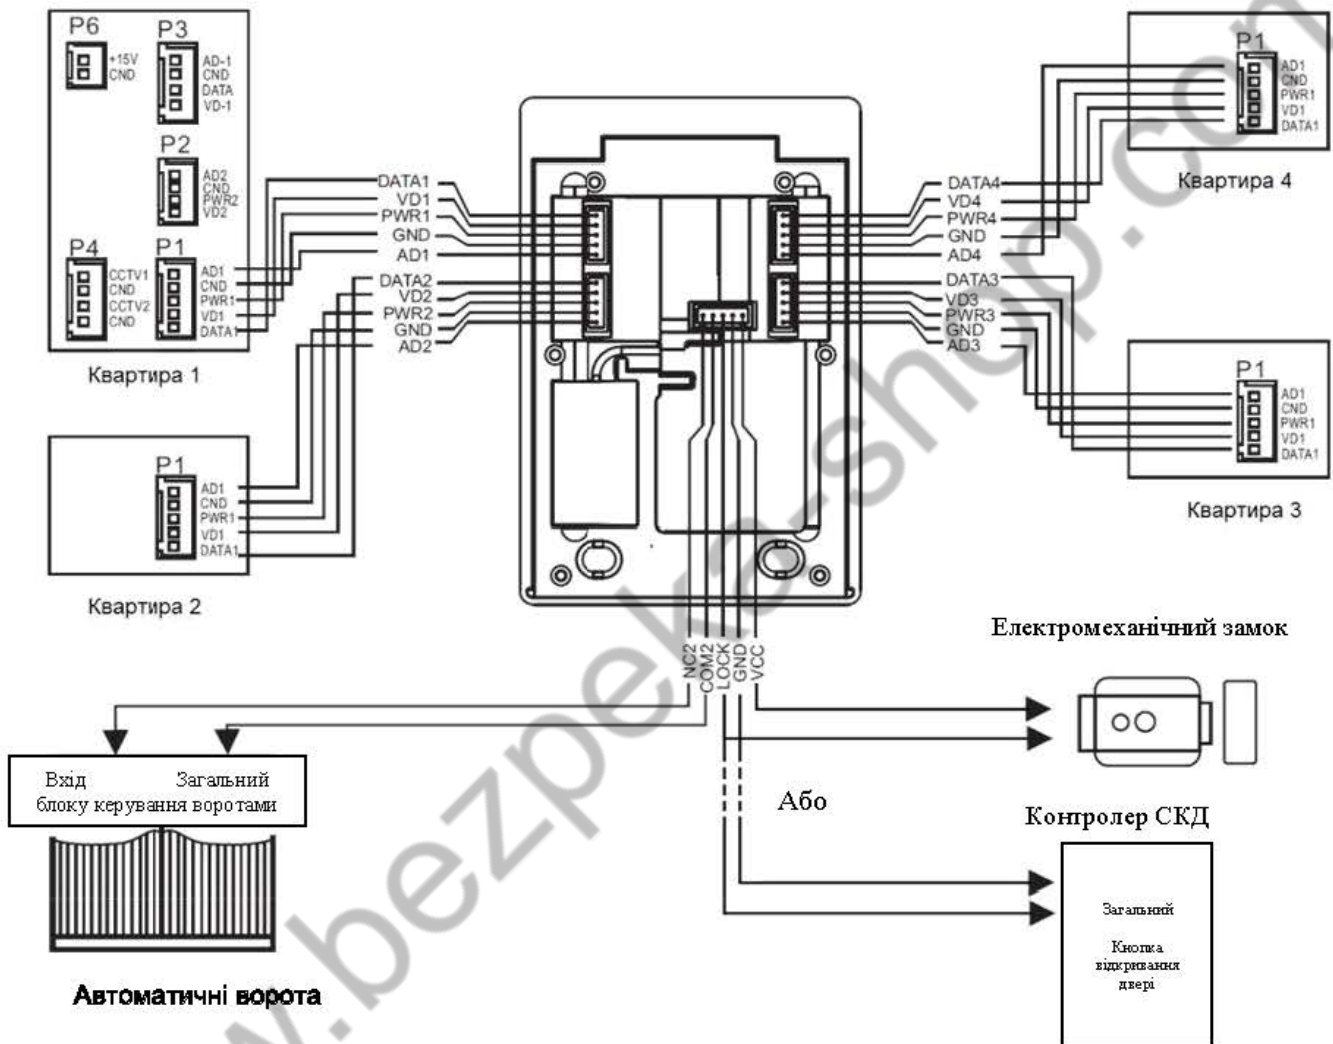 P6
+15V
CND
P3
AD-1
CND
DATA
VD-1
P2
AD2
CND
PWR2
VD2
P4
CCTV1
CND
CCTV2
CND
P1
AD1
CND
PWR1
VD1
DATA1
Квартира 1
P1
AD1
CND
PWR1
VD1
DATA1
Квартира 2
DATA1
VD1
PWR1
GND
AD1
DATA2
VD2
PWR2
GND
AD2
DATA4
VD4
PWR4
GND
AD4
DATA3
VD3
PWR3
GND
AD3
P1
AD1
CND
PWR1
VD1
DATA1
Квартира 4
P1
AD1
CND
PWR1
VD1
DATA1
Квартира 3
NC2
COM2
LOCK
GND
VCC
Електромеханічний замок
Вхід Загальний
блоку керування воротами
Автоматичні ворота
Або
Контролер СКД
Загальний
Кнопка
відкривання
двері
w.bezpeka-shop.com